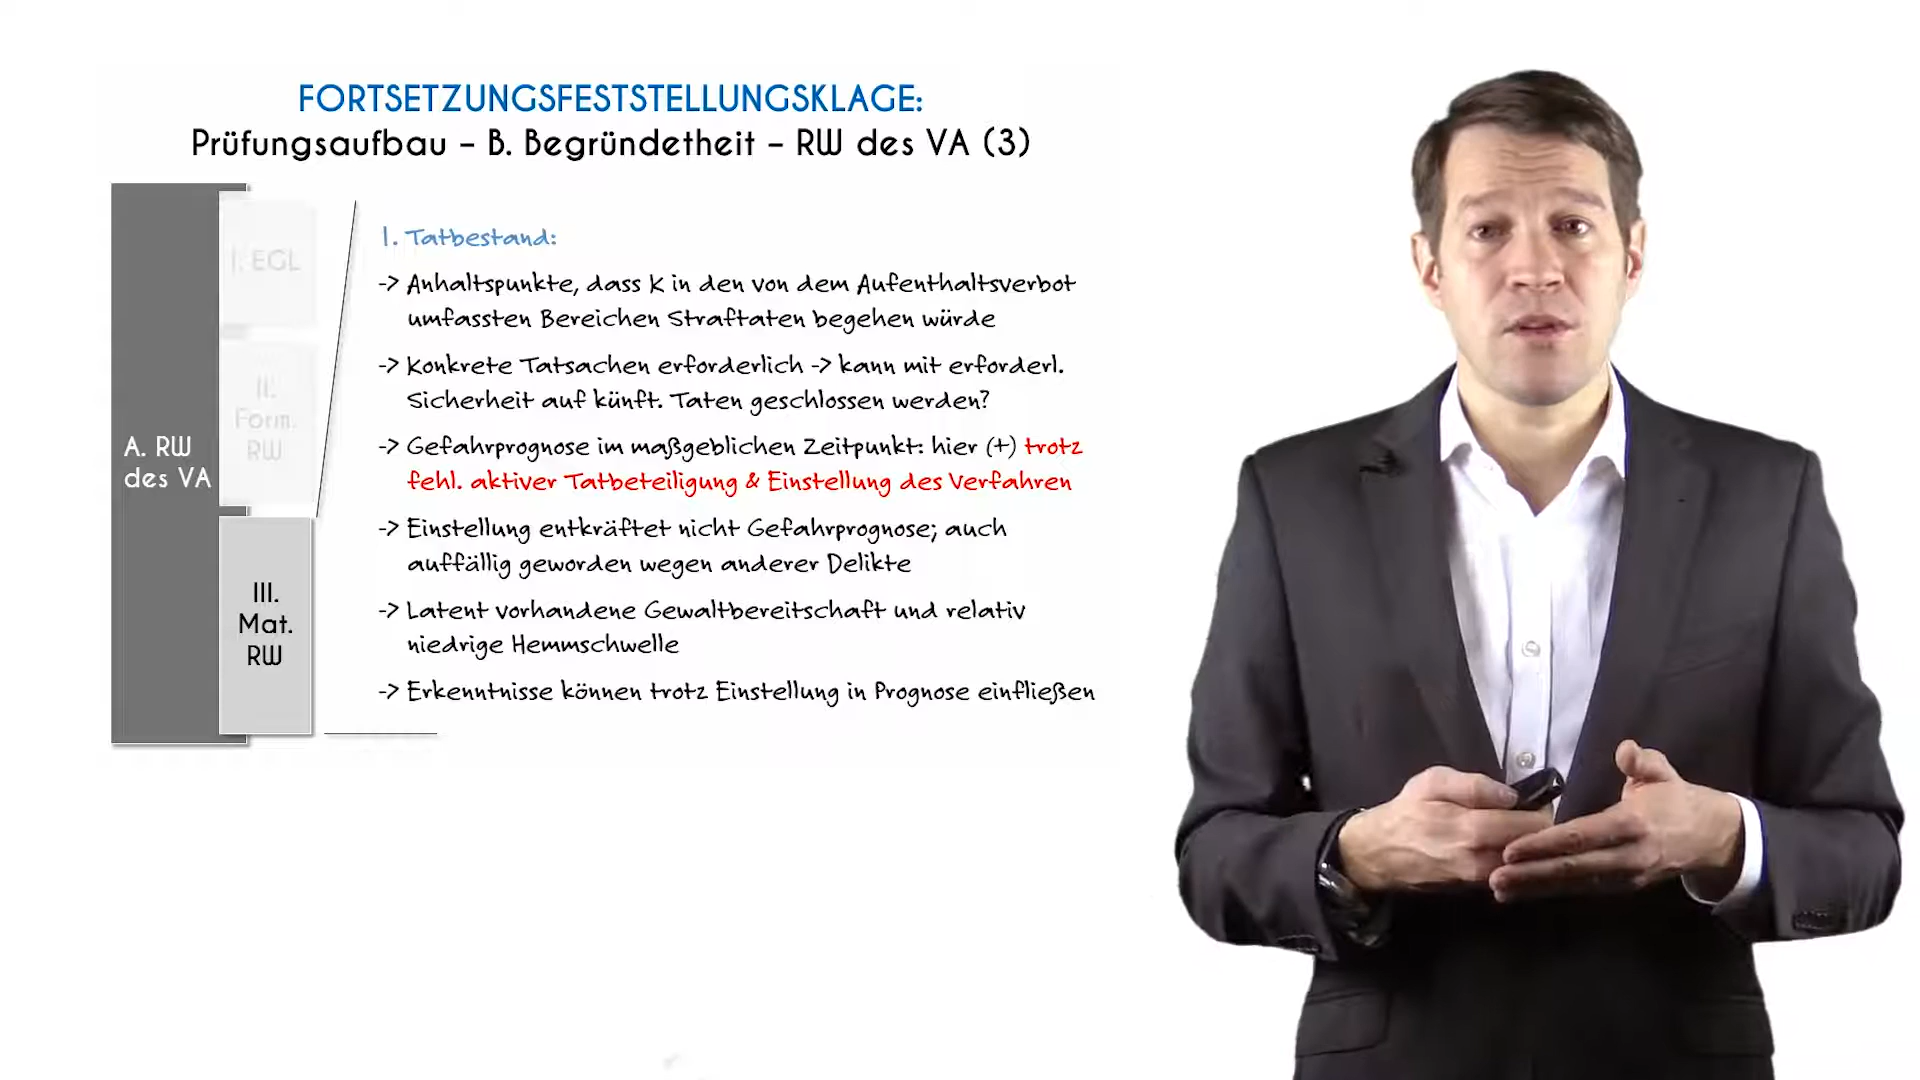 FORTSETZUNGSFESTSTELLUNGSKLAGE:
Prüfungsaufbau – B. Begründetheit – RW des VA (3)
A. RW
des VA
I. EGL
II.
Form.
RW
III.
Mat.
RW
1. Tatbestand:
-> Anhaltspunkte, dass K in den von dem Aufenthaltsverbot
umfassten Bereichen Straftaten begehen würde
-> Konkrete Tatsachen erforderlich -> kann mit erforderl.
Sicherheit auf künft. Taten geschlossen werden?
-> Gefahrprognose im maßgeblichen Zeitpunkt: hier (+) trotz
fehl. aktiver Tatbeteiligung & Einstellung des Verfahren
-> Einstellung entkräftet nicht Gefahrprognose; auch
auffällig geworden wegen anderer Delikte
-> Latent vorhandene Gewaltbereitschaft und relativ
niedrige Hemmschwelle
-> Erkenntnisse können trotz Einstellung in Prognose einfließen